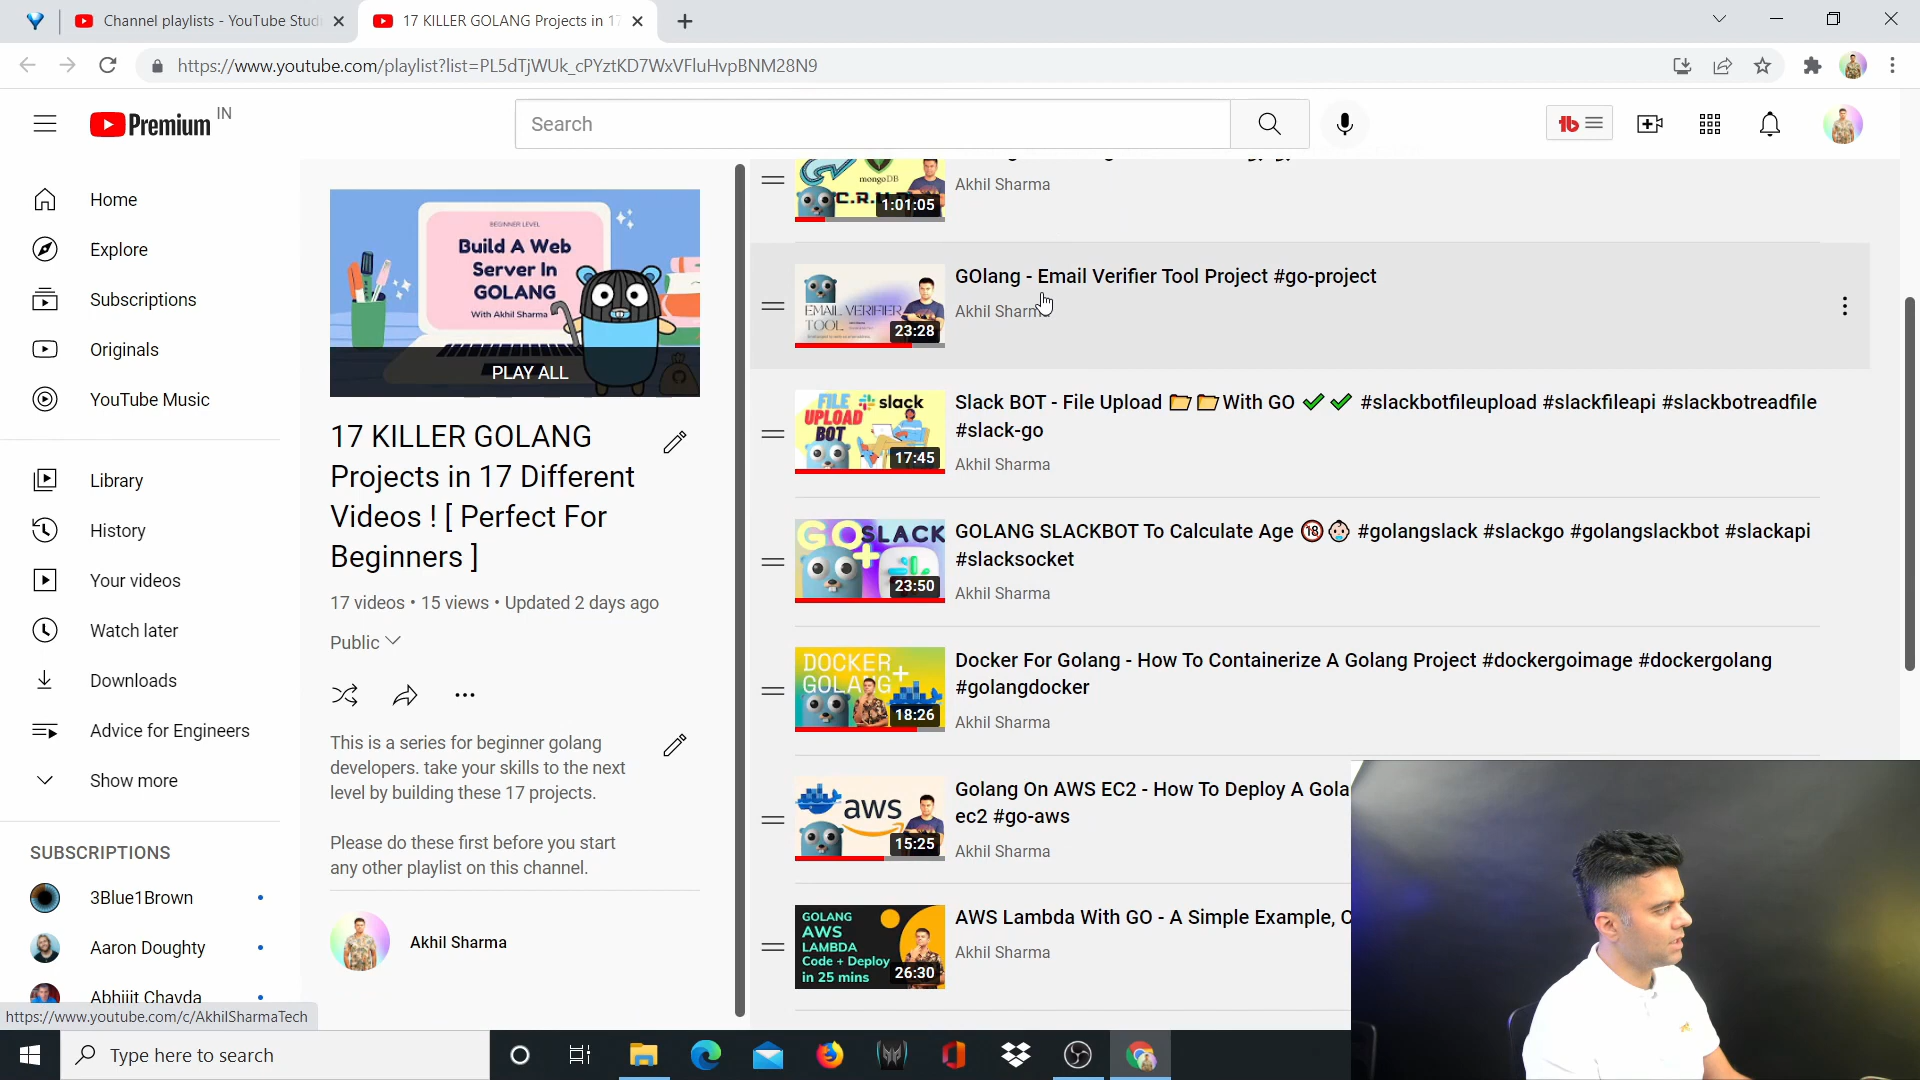 Channel playlists - YouTube Studi
17 KILLER GOLANG Projects in 17
https://www.youtube.com/playlist?list=PL5dTjWUk_cPYztKD7WxVFluHvpBNM28N9
Premium IN
Search
Home
Explore
Subscriptions
Originals
YouTube Music
Library
History
Your videos
Watch later
Downloads
Advice for Engineers
Show more
SUBSCRIPTIONS
3Blue1Brown
Aaron Doughty
Abhijit Chavda
https://www.youtube.com/c/AkhilSharmaTech
BEGINNER LEVEL
Build A Web
Server In
GOLANG
With Akhil Sharma
PLAY ALL
17 KILLER GOLANG
Projects in 17 Different
Videos ! [ Perfect For
Beginners ]
17 videos • 15 views • Updated 2 days ago
Public
This is a series for beginner golang
developers. take your skills to the next
level by building these 17 projects.
Please do these first before you start
any other playlist on this channel.
Akhil Sharma
mongoDB
C.R.U.D
1:01:05
Akhil Sharma
EMAIL VERIFIER
TOOL
23:28
GOlang - Email Verifier Tool Project #go-project
Akhil Sharma
FILE
UPLOAD
BOT
slack
17:45
Slack BOT - File Upload 📂📂With GO ✔✔ #slackbotfileupload #slackfileapi #slackbotreadfile
#slack-go
Akhil Sharma
GO SLACK
+
23:50
GOLANG SLACKBOT To Calculate Age 🔞👶 #golangslack #slackgo #golangslackbot #slackapi
#slacksocket
Akhil Sharma
DOCKER
GOLANG +
18:26
Docker For Golang - How To Containerize A Golang Project #dockergoimage #dockergolang
#golangdocker
Akhil Sharma
aws
15:25
Golang On AWS EC2 - How To Deploy A Gola
ec2 #go-aws
Akhil Sharma
GOLANG
AWS
LAMBDA
Code + Deploy
in 25 mins
26:30
AWS Lambda With GO - A Simple Example, C
Akhil Sharma
Type here to search